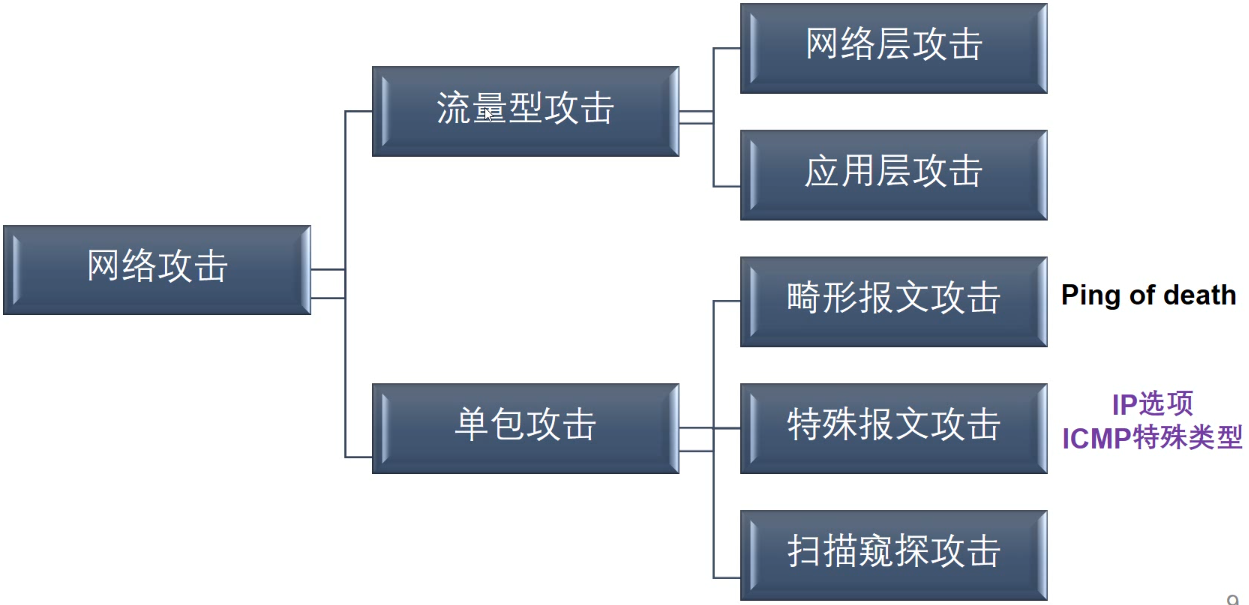 网络层攻击
流量型攻击
应用层攻击
网络攻击
畸形报文攻击
Ping of death
单包攻击
特殊报文攻击
IP选项
ICMP特殊类型
扫描窥探攻击
9